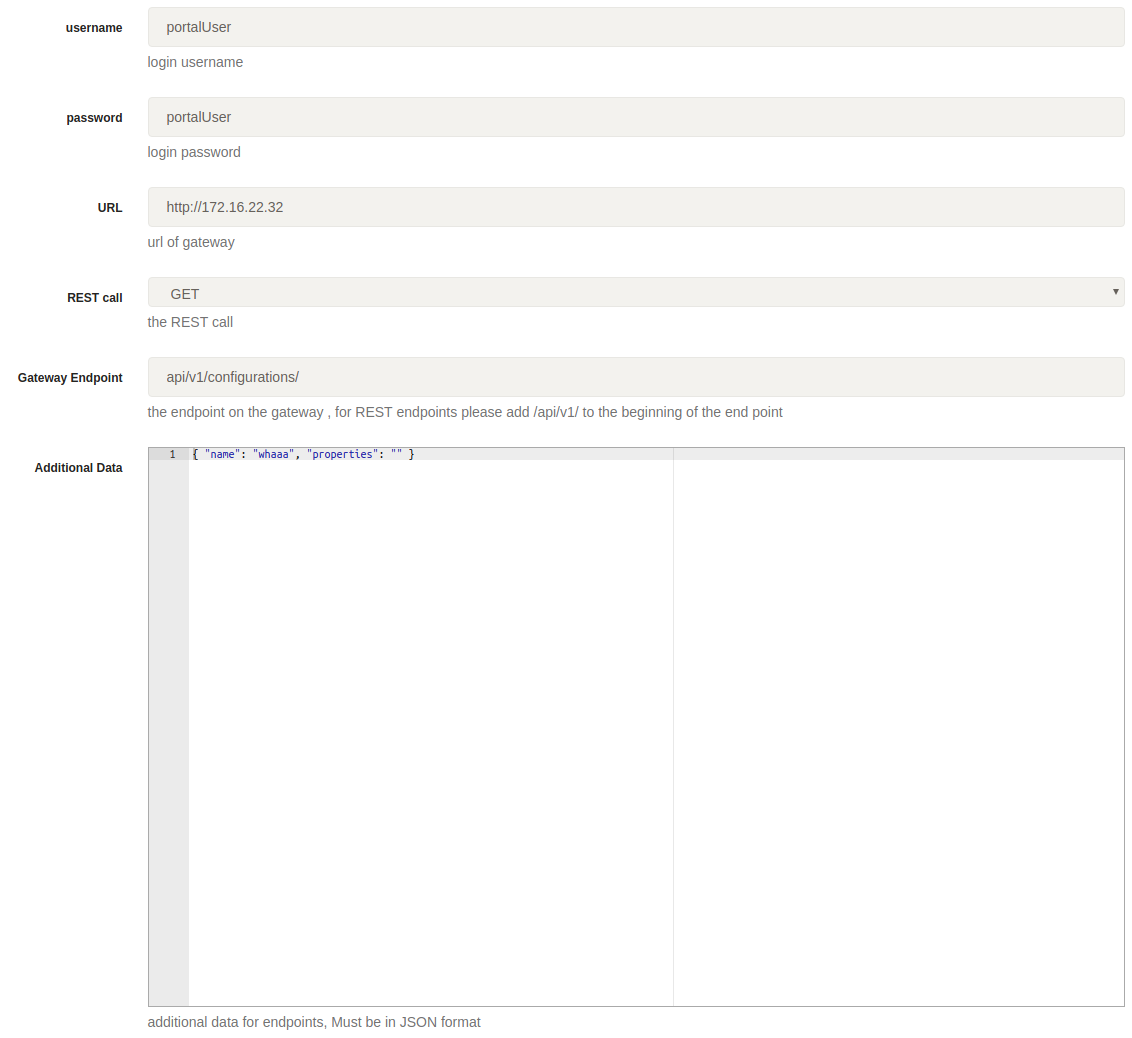 username
portalUser
login username
password
portalUser
login password
URL
http://172.16.22.32
url of gateway
REST call
GET
the REST call
Gateway Endpoint
api/v1/configurations/
the endpoint on the gateway , for REST endpoints please add /api/v1/ to the beginning of the end point
Additional Data
1
{ "name": "whaaa", "properties": "" }
additional data for endpoints, Must be in JSON format